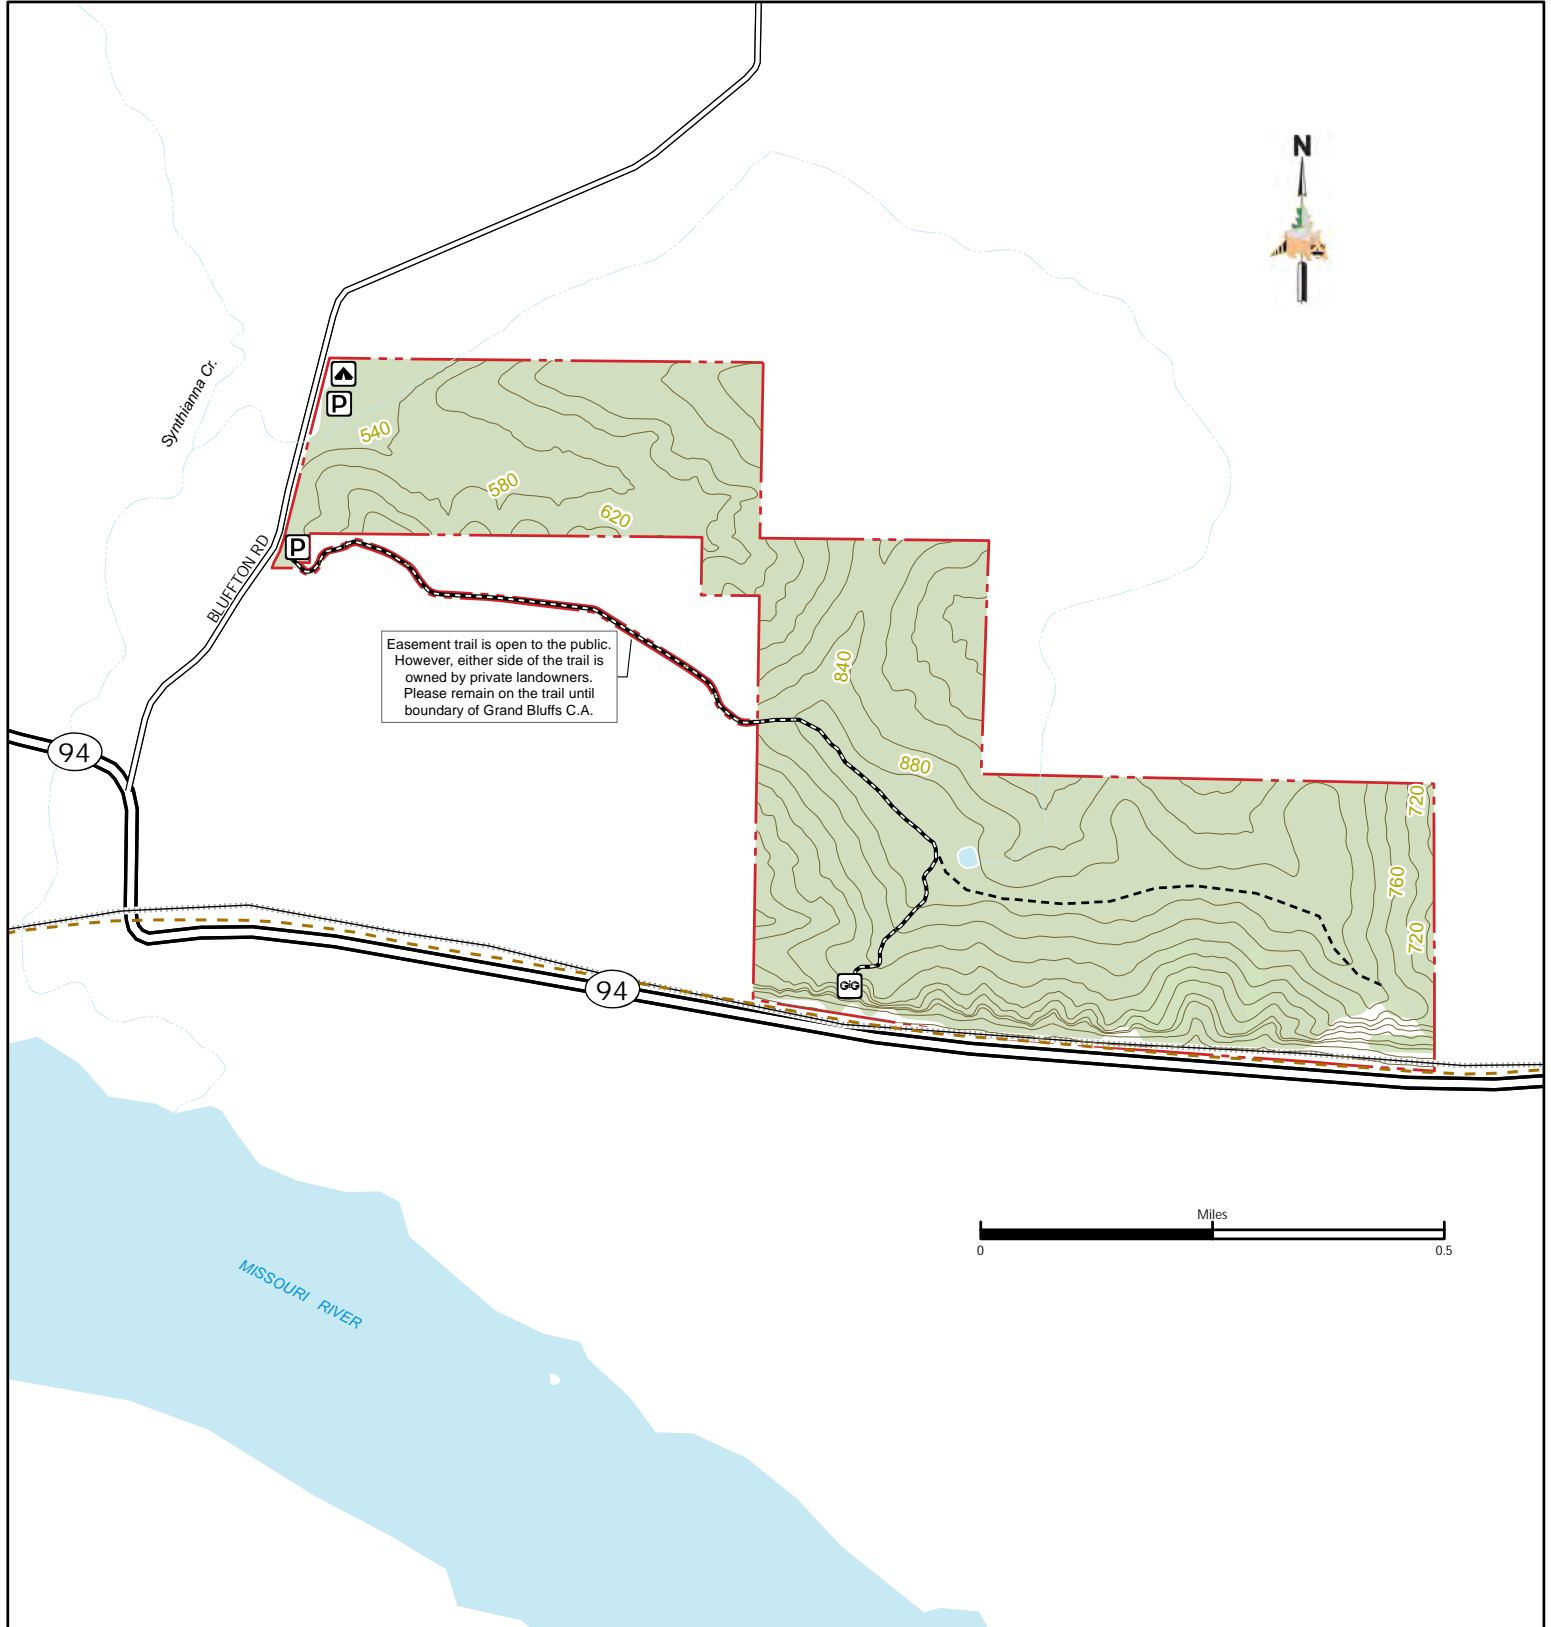 N
Synthianna Cr.
P
540
580
620
P
BLUFFTON RD
Easement trail is open to the public.
However, either side of the trail is
owned by private landowners.
Please remain on the trail until
boundary of Grand Bluffs C.A.
840
94
880
720
760
720
94
GiG
Miles
0
0.5
MISSOURI RIVER